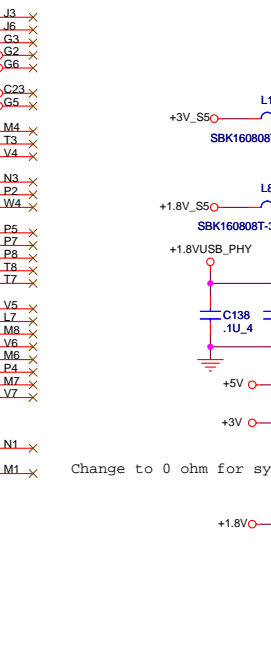 J3
J6
G3
G2
G6
C23
G5
M4
T3
V4
N3
P2
W4
P5
P7
P8
T8
T7
V5
L7
M8
V6
M6
P4
M7
V7
N1
M1
+3V_S5
SBK160808T
+1.8V_S5
SBK160808T-3
+1.8VUSB_PHY
C138
.1U_4
+5V
+3V
Change to 0 ohm for sy
+1.8V